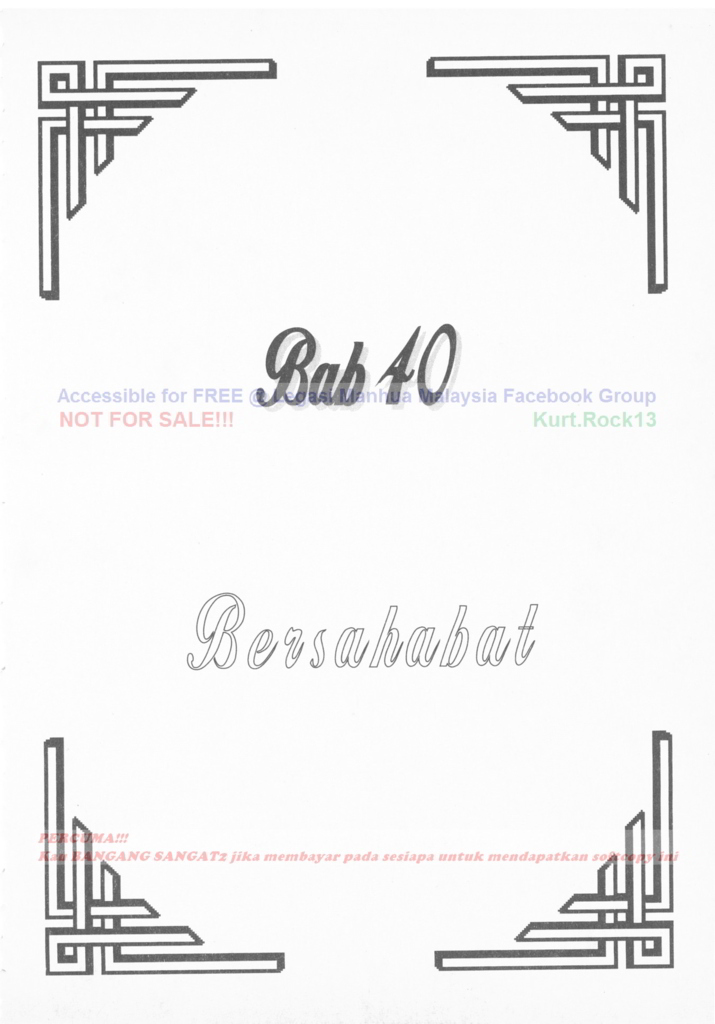 Bab 40
Accessible for FREE @ Legasi Manhua Malaysia Facebook Group
NOT FOR SALE!!! Kurt.Rock13
Bersahabat
PERCUMA!!!
Kau BANGANG SANGAT2 jika membayar pada sesiapa untuk mendapatkan softcopy ini